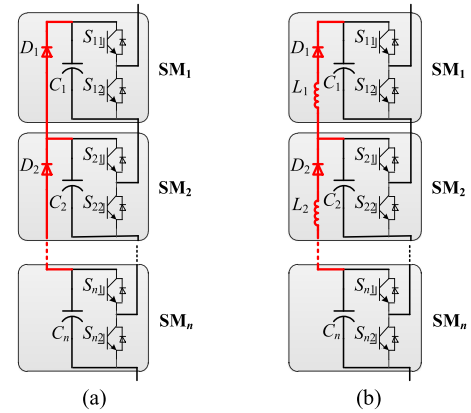 D1 C1 S11 S12 SM1
D2 C2 S21 S22 SM2
Cn Sn1 Sn2 SMn
(a)
D1 L1 C1 S11 S12 SM1
D2 L2 C2 S21 S22 SM2
Cn Sn1 Sn2 SMn
(b)